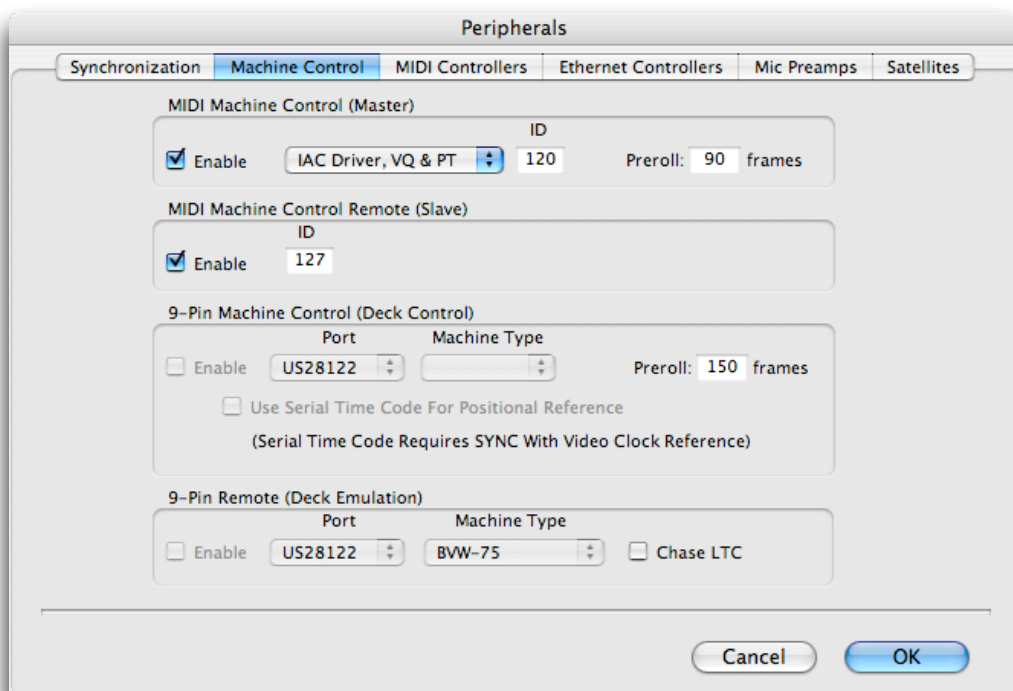 Peripherals
Synchronization Machine Control MIDI Controllers Ethernet Controllers Mic Preamps Satellites
MIDI Machine Control (Master)
ID
Enable IAC Driver, VQ & PT 120 Preroll: 90 frames
MIDI Machine Control Remote (Slave)
ID
Enable 127
9-Pin Machine Control (Deck Control)
Port Machine Type
Enable US28122 Preroll: 150 frames
Use Serial Time Code For Positional Reference
(Serial Time Code Requires SYNC With Video Clock Reference)
9-Pin Remote (Deck Emulation)
Port Machine Type
Enable US28122 BVW-75 Chase LTC
Cancel OK